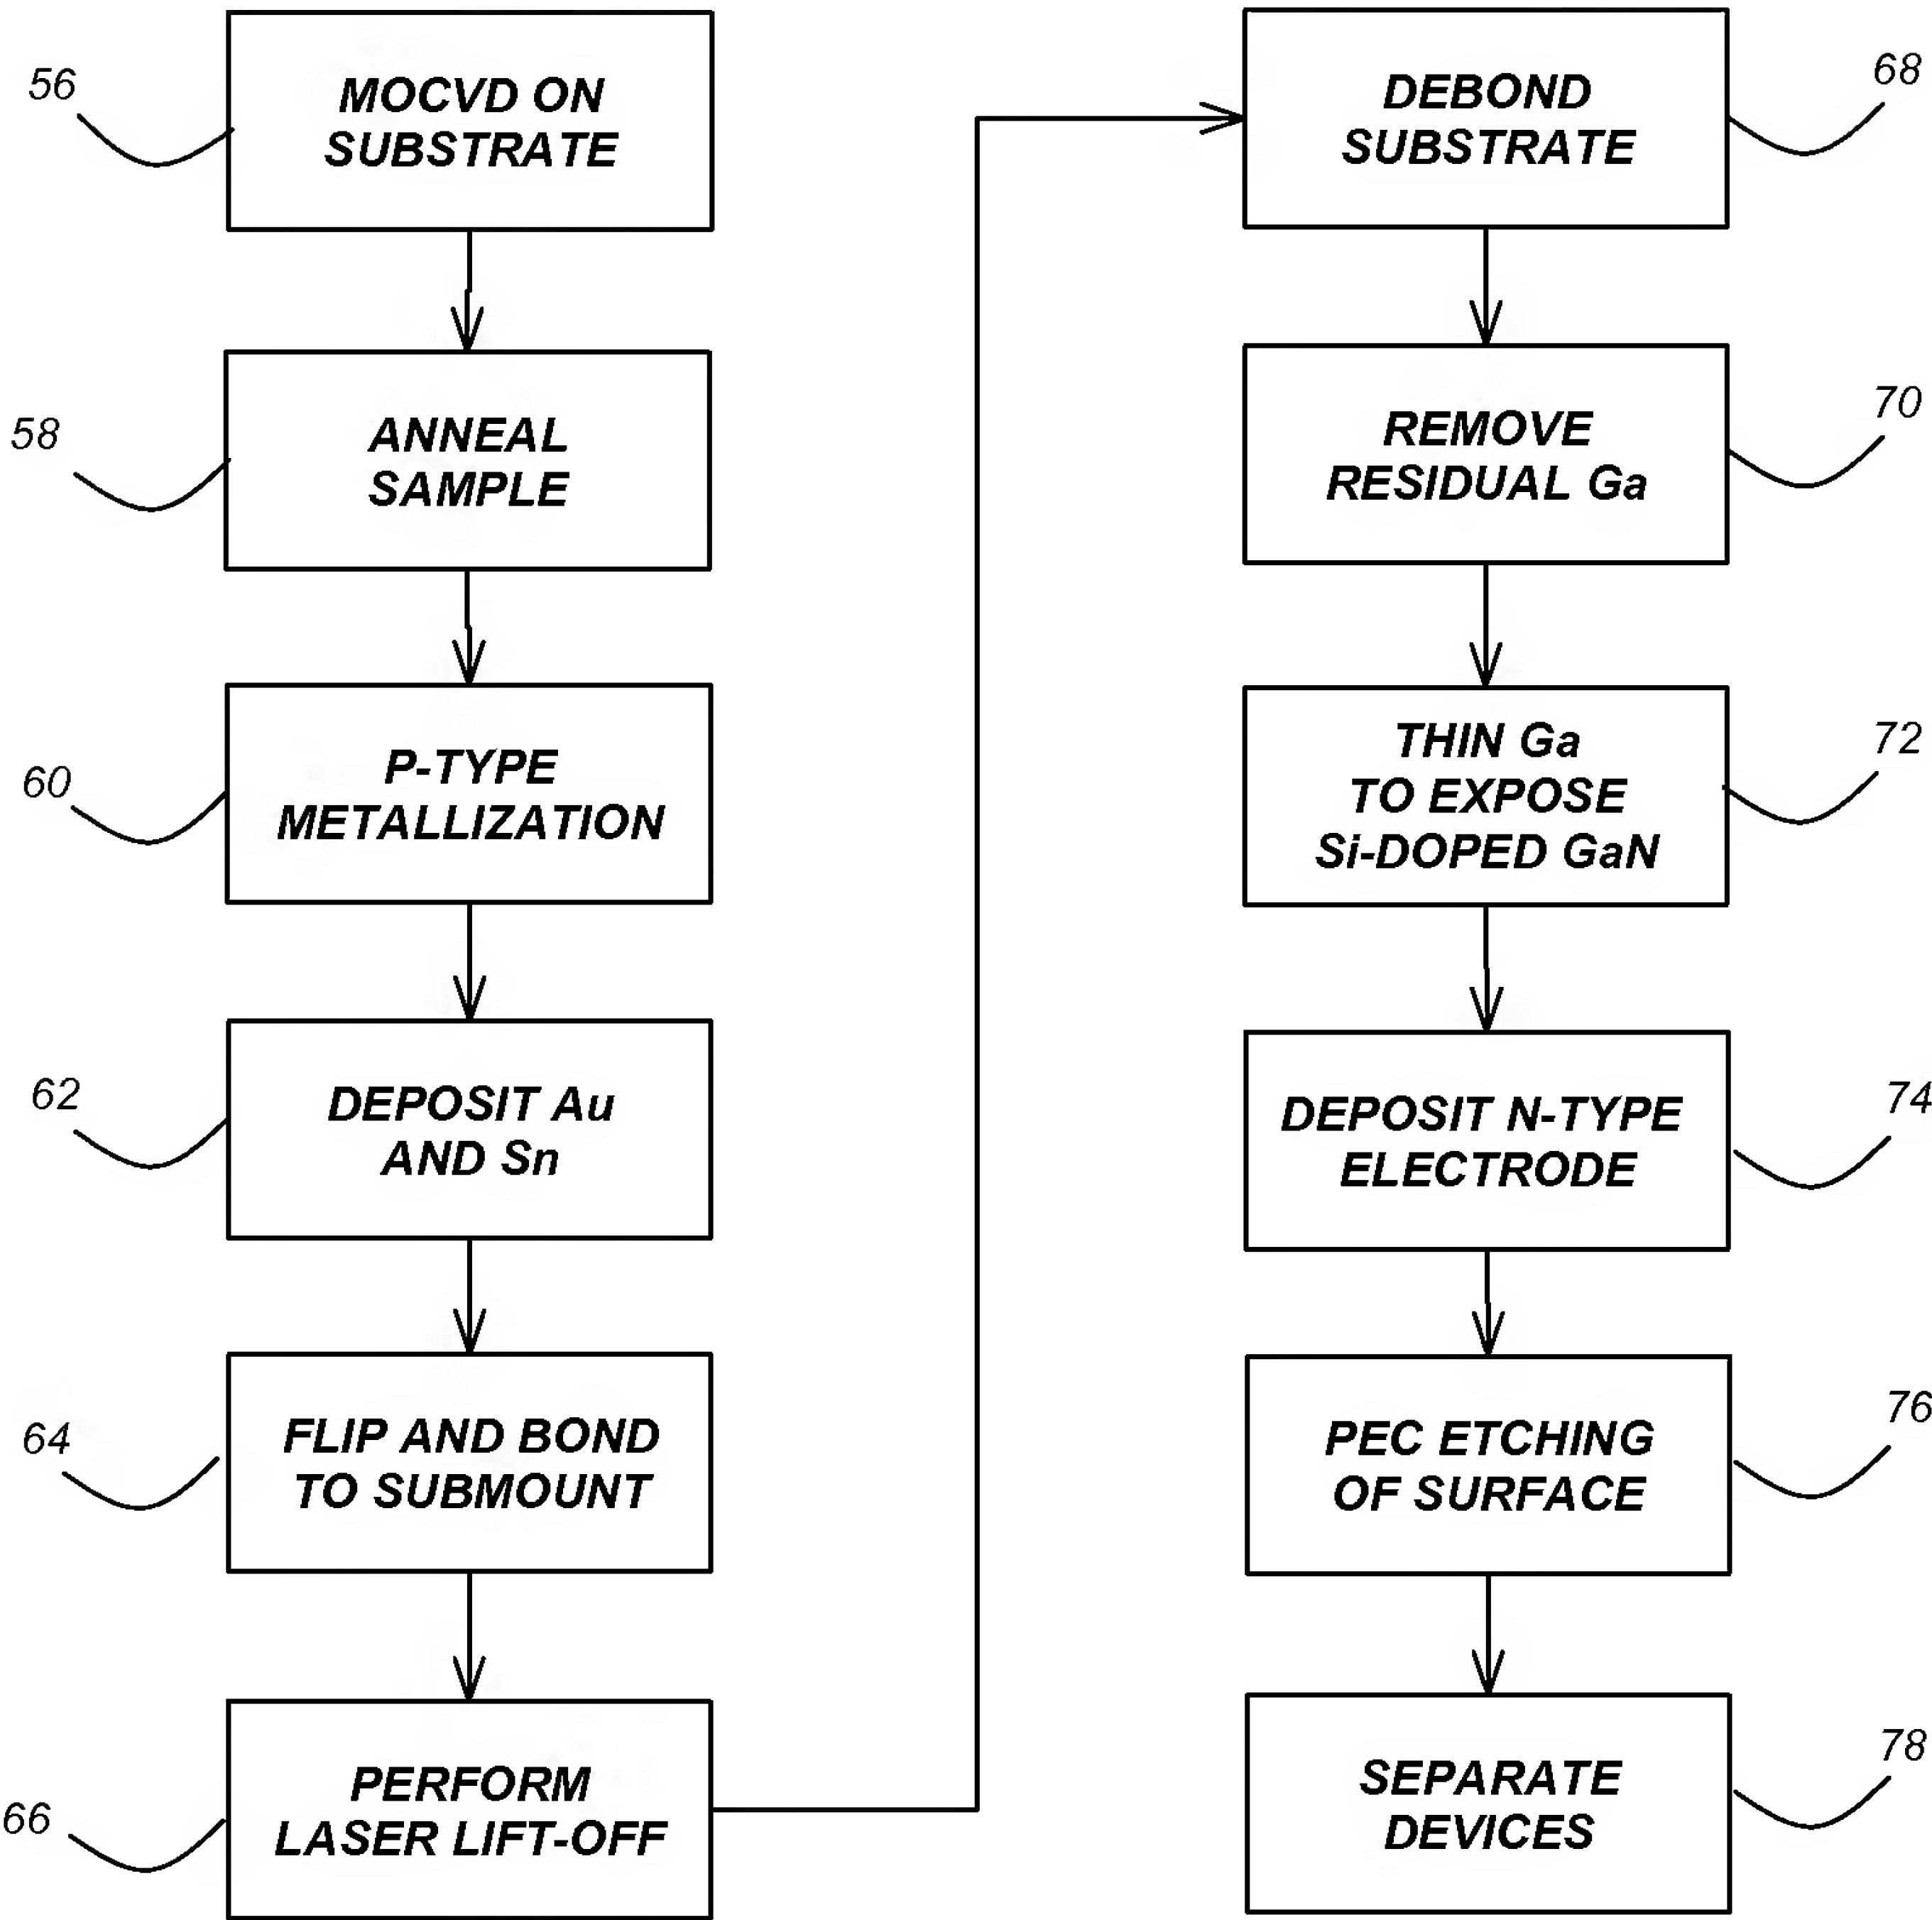 56
MOCVD ON
SUBSTRATE
58
ANNEAL
SAMPLE
60
P-TYPE
METALLIZATION
62
DEPOSIT Au
AND Sn
64
FLIP AND BOND
TO SUBMOUNT
66
PERFORM
LASER LIFT-OFF
68
DEBOND
SUBSTRATE
70
REMOVE
RESIDUAL Ga
72
THIN Ga
TO EXPOSE
Si-DOPED GaN
74
DEPOSIT N-TYPE
ELECTRODE
76
PEC ETCHING
OF SURFACE
78
SEPARATE
DEVICES